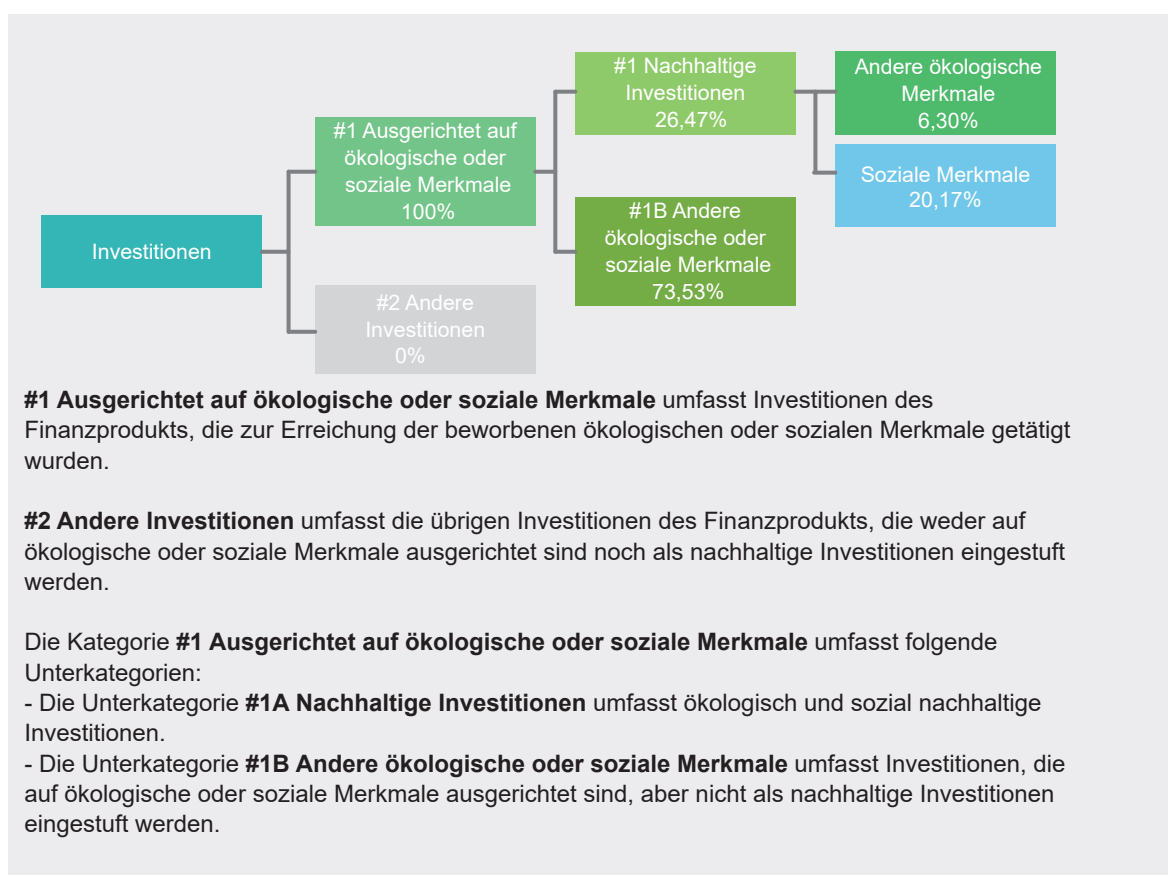 Investitionen
#1 Ausgerichtet auf
ökologische oder
soziale Merkmale
100%
#2 Andere
Investitionen
0%
#1 Nachhaltige
Investitionen
26,47%
#1B Andere
ökologische oder
soziale Merkmale
73,53%
Andere ökologische
Merkmale
6,30%
Soziale Merkmale
20,17%
#1 Ausgerichtet auf ökologische oder soziale Merkmale umfasst Investitionen des
Finanzprodukts, die zur Erreichung der beworbenen ökologischen oder sozialen Merkmale getätigt
wurden.
#2 Andere Investitionen umfasst die übrigen Investitionen des Finanzprodukts, die weder auf
ökologische oder soziale Merkmale ausgerichtet sind noch als nachhaltige Investitionen eingestuft
werden.
Die Kategorie #1 Ausgerichtet auf ökologische oder soziale Merkmale umfasst folgende
Unterkategorien:
- Die Unterkategorie #1A Nachhaltige Investitionen umfasst ökologisch und sozial nachhaltige
Investitionen.
- Die Unterkategorie #1B Andere ökologische oder soziale Merkmale umfasst Investitionen, die
auf ökologische oder soziale Merkmale ausgerichtet sind, aber nicht als nachhaltige Investitionen
eingestuft werden.